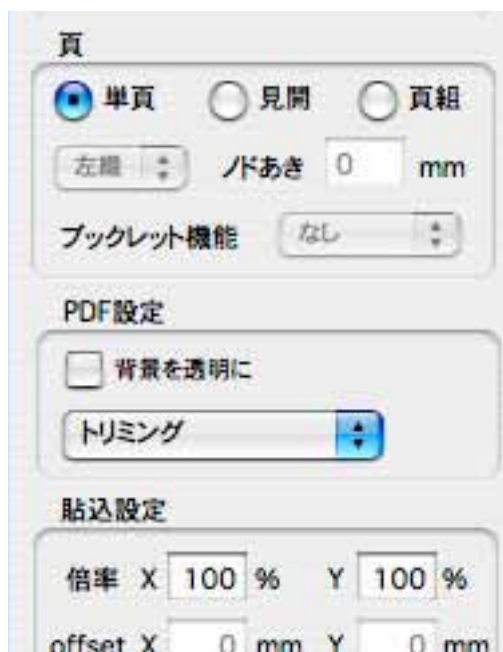 頁
単頁 見開 頁組
左綴 ノドあき 0 mm
ブックレット機能 なし
PDF設定
背景を透明に
トリミング
貼込設定
倍率 X 100 % Y 100 %
offset X 0 mm Y 0 mm